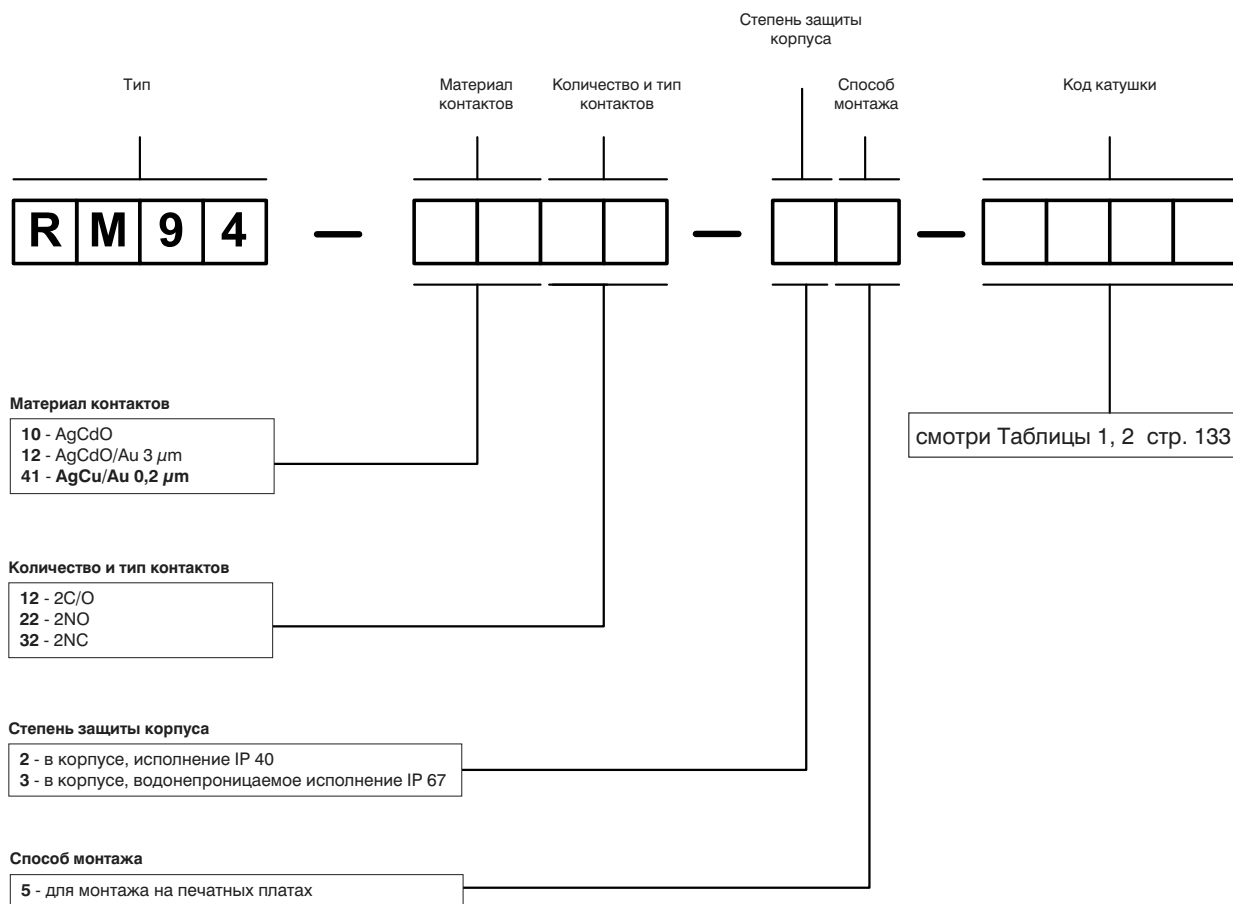 Степень защиты
корпуса
Тип
Материал
контактов
Количество и тип
контактов
Способ
монтажа
Код катушки
R M 9 4 — — —
Материал контактов
10 - AgCdO
12 - AgCdO/Au 3 µm
41 - AgCu/Au 0,2 µm
смотри Таблицы 1, 2 стр. 133
Количество и тип контактов
12 - 2C/O
22 - 2NO
32 - 2NC
Степень защиты корпуса
2 - в корпусе, исполнение IP 40
3 - в корпусе, водонепроницаемое исполнение IP 67
Способ монтажа
5 - для монтажа на печатных платах